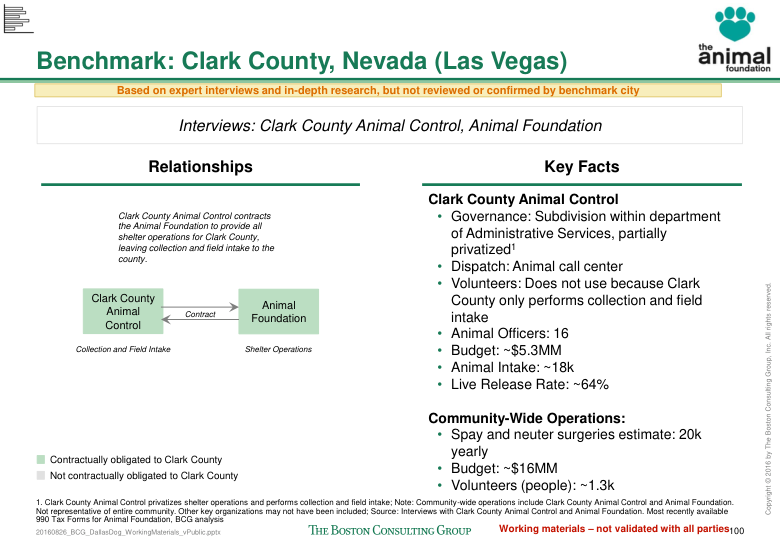 Benchmark: Clark County, Nevada (Las Vegas)
the
animal
foundation
Based on expert interviews and in-depth research, but not reviewed or confirmed by benchmark city
Interviews: Clark County Animal Control, Animal Foundation
Relationships
Clark County Animal Control contracts
the Animal Foundation to provide all
shelter operations for Clark County,
leaving collection and field intake to the
county.
Clark County
Animal
Control
Contract
Animal
Foundation
Collection and Field Intake
Shelter Operations
Contractually obligated to Clark County
Not contractually obligated to Clark County
Key Facts
Clark County Animal Control
• Governance: Subdivision within department
of Administrative Services, partially
privatized¹
• Dispatch: Animal call center
• Volunteers: Does not use because Clark
County only performs collection and field
intake
• Animal Officers: 16
• Budget: ~$5.3MM
• Animal Intake: ~18k
• Live Release Rate: ~64%
Community-Wide Operations:
• Spay and neuter surgeries estimate: 20k
yearly
• Budget: ~$16MM
• Volunteers (people): ~1.3k
1. Clark County Animal Control privatizes shelter operations and performs collection and field intake; Note: Community-wide operations include Clark County Animal Control and Animal Foundation.
Not representative of entire community. Other key organizations may not have been included; Source: Interviews with Clark County Animal Control and Animal Foundation. Most recently available
990 Tax Forms for Animal Foundation, BCG analysis
20160826_BCG_DallasDog_WorkingMaterials_vPublic.pptx
THE BOSTON CONSULTING GROUP
Working materials – not validated with all parties
100
Copyright © 2016 by The Boston Consulting Group, Inc. All rights reserved.